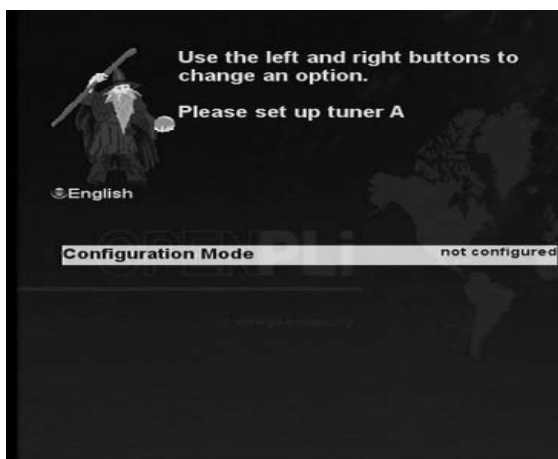 Use the left and right buttons to
change an option.
Please set up tuner A
English
OPENPLi
Configuration Mode not configured